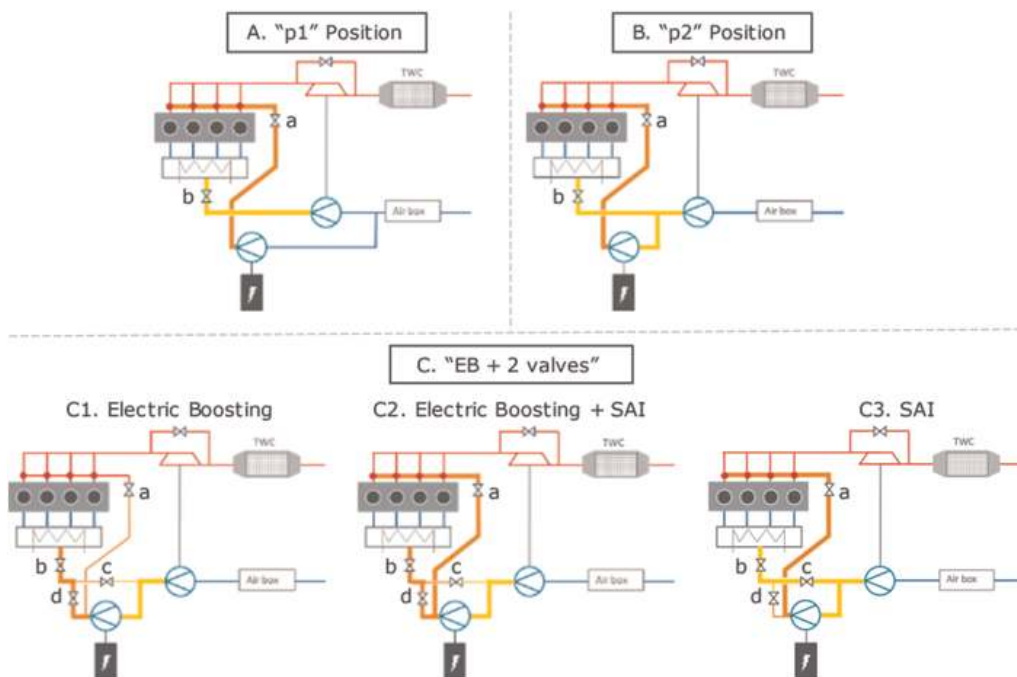 A. "p1" Position
B. "p2" Position
TWC
TWC
a
a
b
b
Air box
Air box
C. "EB + 2 valves"
C1. Electric Boosting
C2. Electric Boosting + SAI
C3. SAI
TWC
TWC
TWC
a
a
a
b
c
b
c
b
c
d
d
d
Air box
Air box
Air box